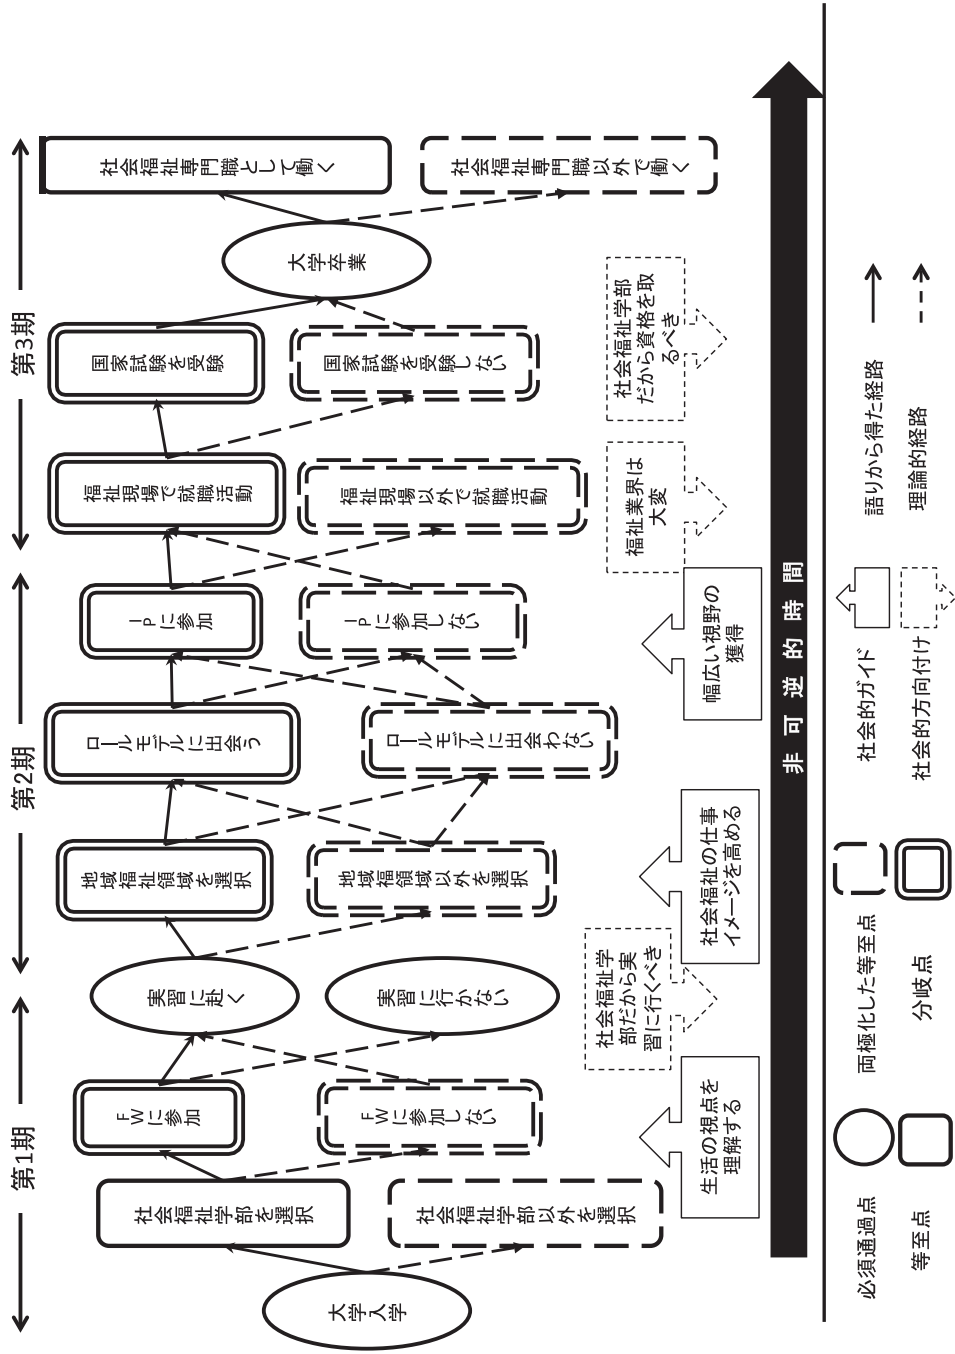 第1期
第2期
第3期
大学入学
社会福祉学部を選択
社会福祉学部以外を選択
FWに参加
FWに参加しない
実習に赴く
実習に行かない
地域福祉領域を選択
地域福領域以外を選択
ロールモデルに出会う
ロールモデルに出会わない
IPに参加
IPに参加しない
福祉現場で就職活動
福祉現場以外で就職活動
国家試験を受験
国家試験を受験しない
大学卒業
社会福祉専門職として働く
社会福祉専門職以外で働く
生活の視点を
理解する
社会福祉学
部だから実
習に行くべき
社会福祉の仕事
イメージを高める
幅広い視野の
獲得
福祉業界は
大変
社会福祉学部
だから資格を取
るべき
非可逆的時間
必須通過点
等至点
両極化した等至点
分岐点
社会的ガイド
社会的方向付け
語りから得た経路
理論的経路